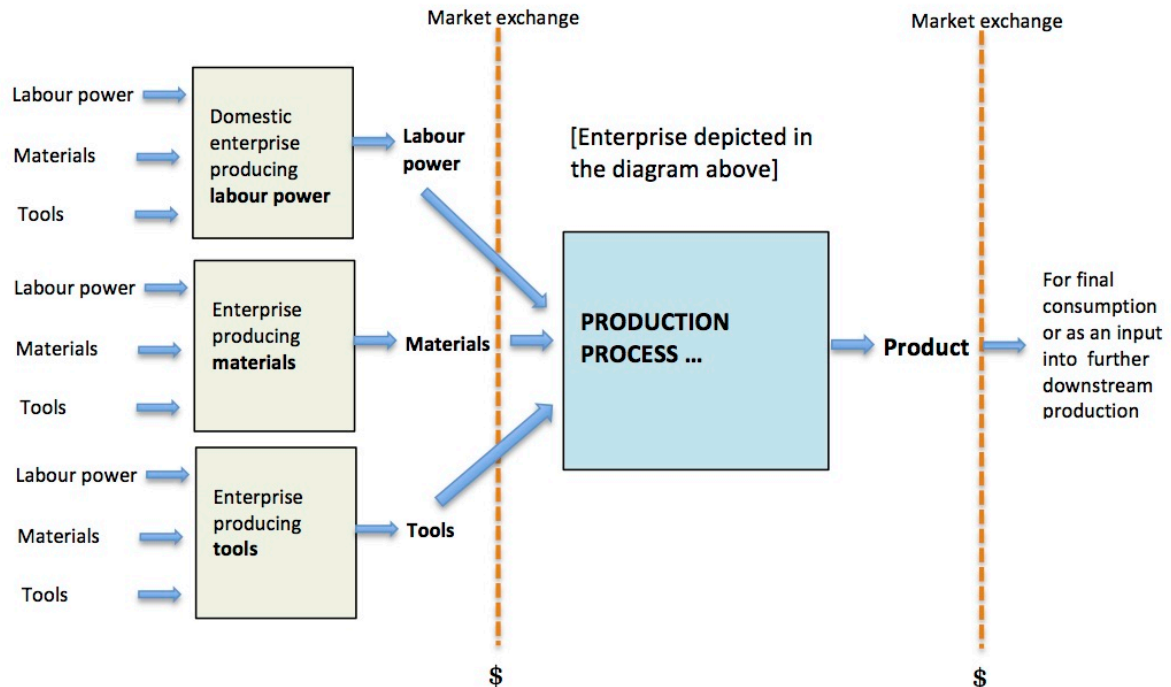 Market exchange
Market exchange
Labour power
Materials
Tools
Domestic
enterprise
producing
labour power
Labour
power
[Enterprise depicted in
the diagram above]
Labour power
Materials
Tools
Enterprise
producing
materials
Materials
PRODUCTION
PROCESS ...
Product
For final
consumption
or as an input
into further
downstream
production
Labour power
Materials
Tools
Enterprise
producing
tools
Tools
$
$